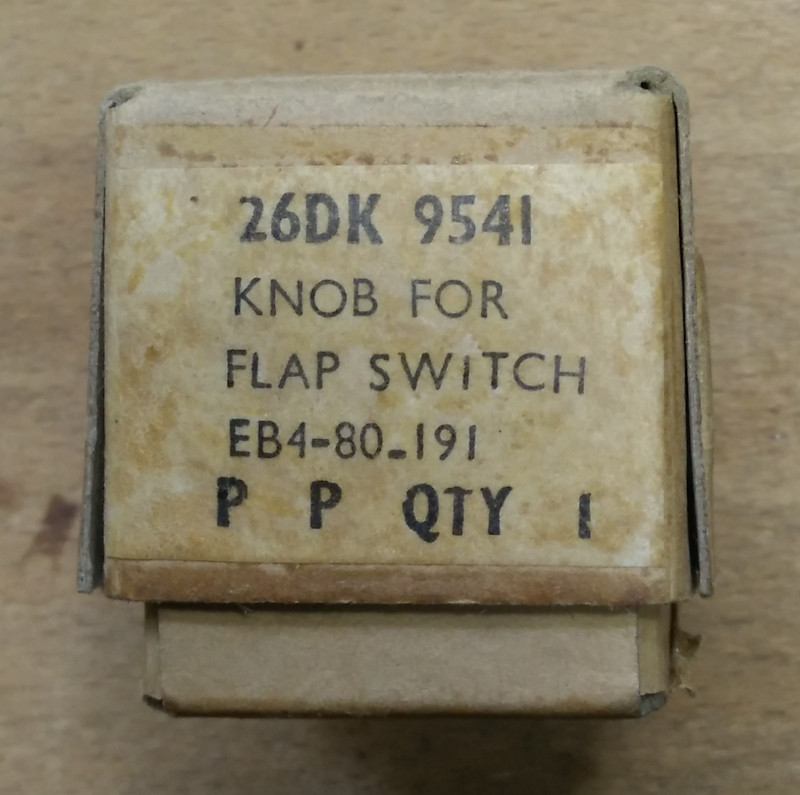 26DK 9541
KNOB FOR
FLAP SWITCH
EB4-80-191
P P QTY 1